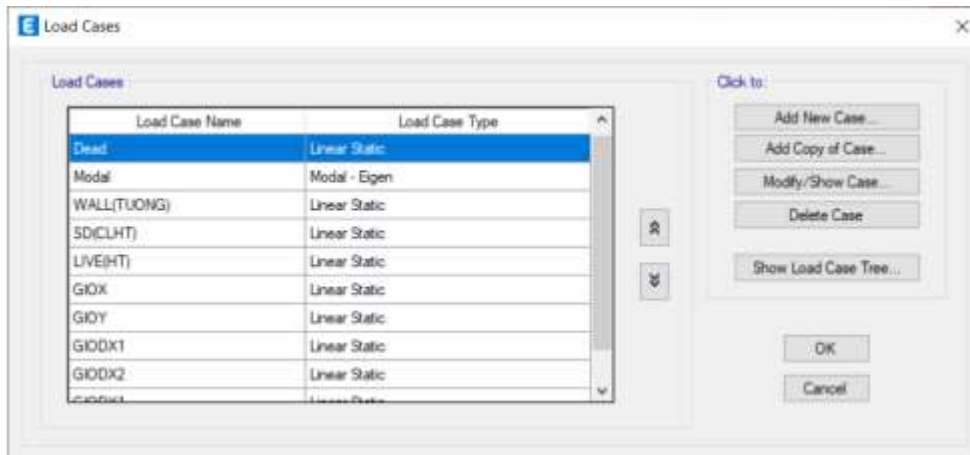 E Load Cases
Load Cases
Load Case Name Load Case Type
Dead Linear Static
Modal Modal - Eigen
WALL(TUONG) Linear Static
SD(CLHT) Linear Static
LIVE(HT) Linear Static
GIOX Linear Static
GIOY Linear Static
GIODX1 Linear Static
GIODX2 Linear Static
Click to:
Add New Case...
Add Copy of Case...
Modify/Show Case...
Delete Case
Show Load Case Tree...
OK
Cancel